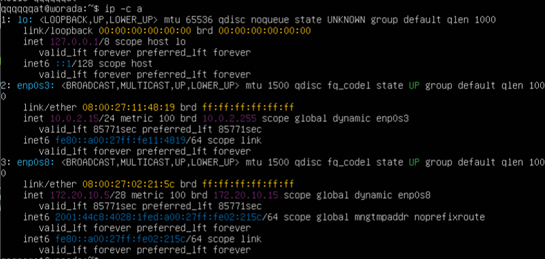 qqqqqqat@worada:~$ ip -c a
1: lo: <LOOPBACK,UP,LOWER_UP> mtu 65536 qdisc noqueue state UNKNOWN group default qlen 1000
link/loopback 00:00:00:00:00:00 brd 00:00:00:00:00:00
inet 127.0.0.1/8 scope host lo
valid_lft forever preferred_lft forever
inet6 ::1/128 scope host
valid_lft forever preferred_lft forever
2: enp0s3: <BROADCAST,MULTICAST,UP,LOWER_UP> mtu 1500 qdisc fq_codel state UP group default qlen 100
0
link/ether 08:00:27:11:48:19 brd ff:ff:ff:ff:ff:ff
inet 10.0.2.15/24 metric 100 brd 10.0.2.255 scope global dynamic enp0s3
valid_lft 85771sec preferred_lft 85771sec
inet6 fe80::a00:27ff:fe11:4819/64 scope link
valid_lft forever preferred_lft forever
3: enp0s8: <BROADCAST,MULTICAST,UP,LOWER_UP> mtu 1500 qdisc fq_codel state UP group default qlen 100
0
link/ether 08:00:27:02:21:5c brd ff:ff:ff:ff:ff:ff
inet 172.20.10.5/28 metric 100 brd 172.20.10.15 scope global dynamic enp0s8
valid_lft 85771sec preferred_lft 85771sec
inet6 2001:44c8:4028:1fed:a00:27ff:fe02:215c/64 scope global mngtmpaddr noprefixroute
valid_lft forever preferred_lft forever
inet6 fe80::a00:27ff:fe02:215c/64 scope link
valid_lft forever preferred_lft forever